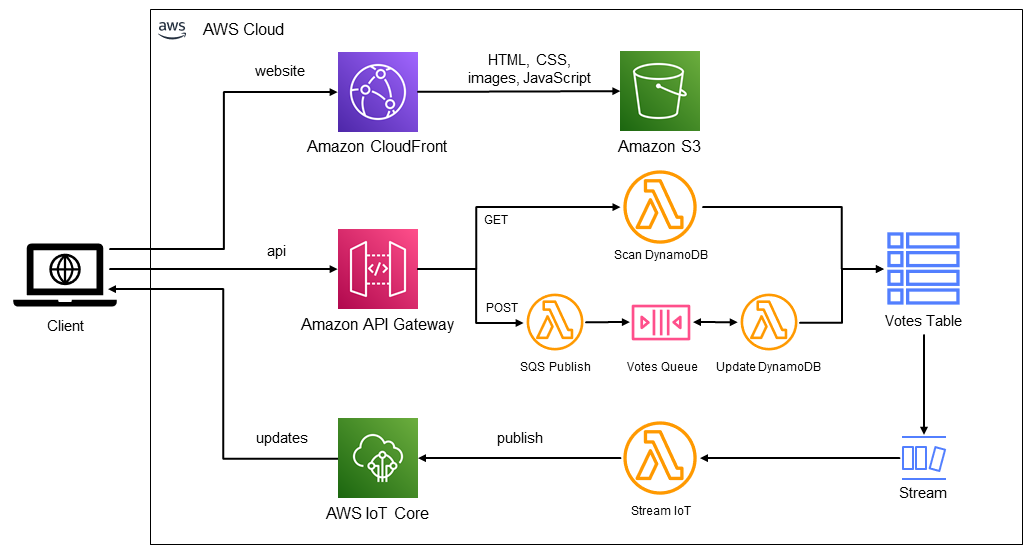 aws
AWS Cloud
website
HTML, CSS,
images, JavaScript
Amazon CloudFront
Amazon S3
GET
Scan DynamoDB
api
</>
Client
Amazon API Gateway
POST
SQS Publish
Votes Queue
Update DynamoDB
Votes Table
updates
publish
AWS IoT Core
Stream IoT
Stream